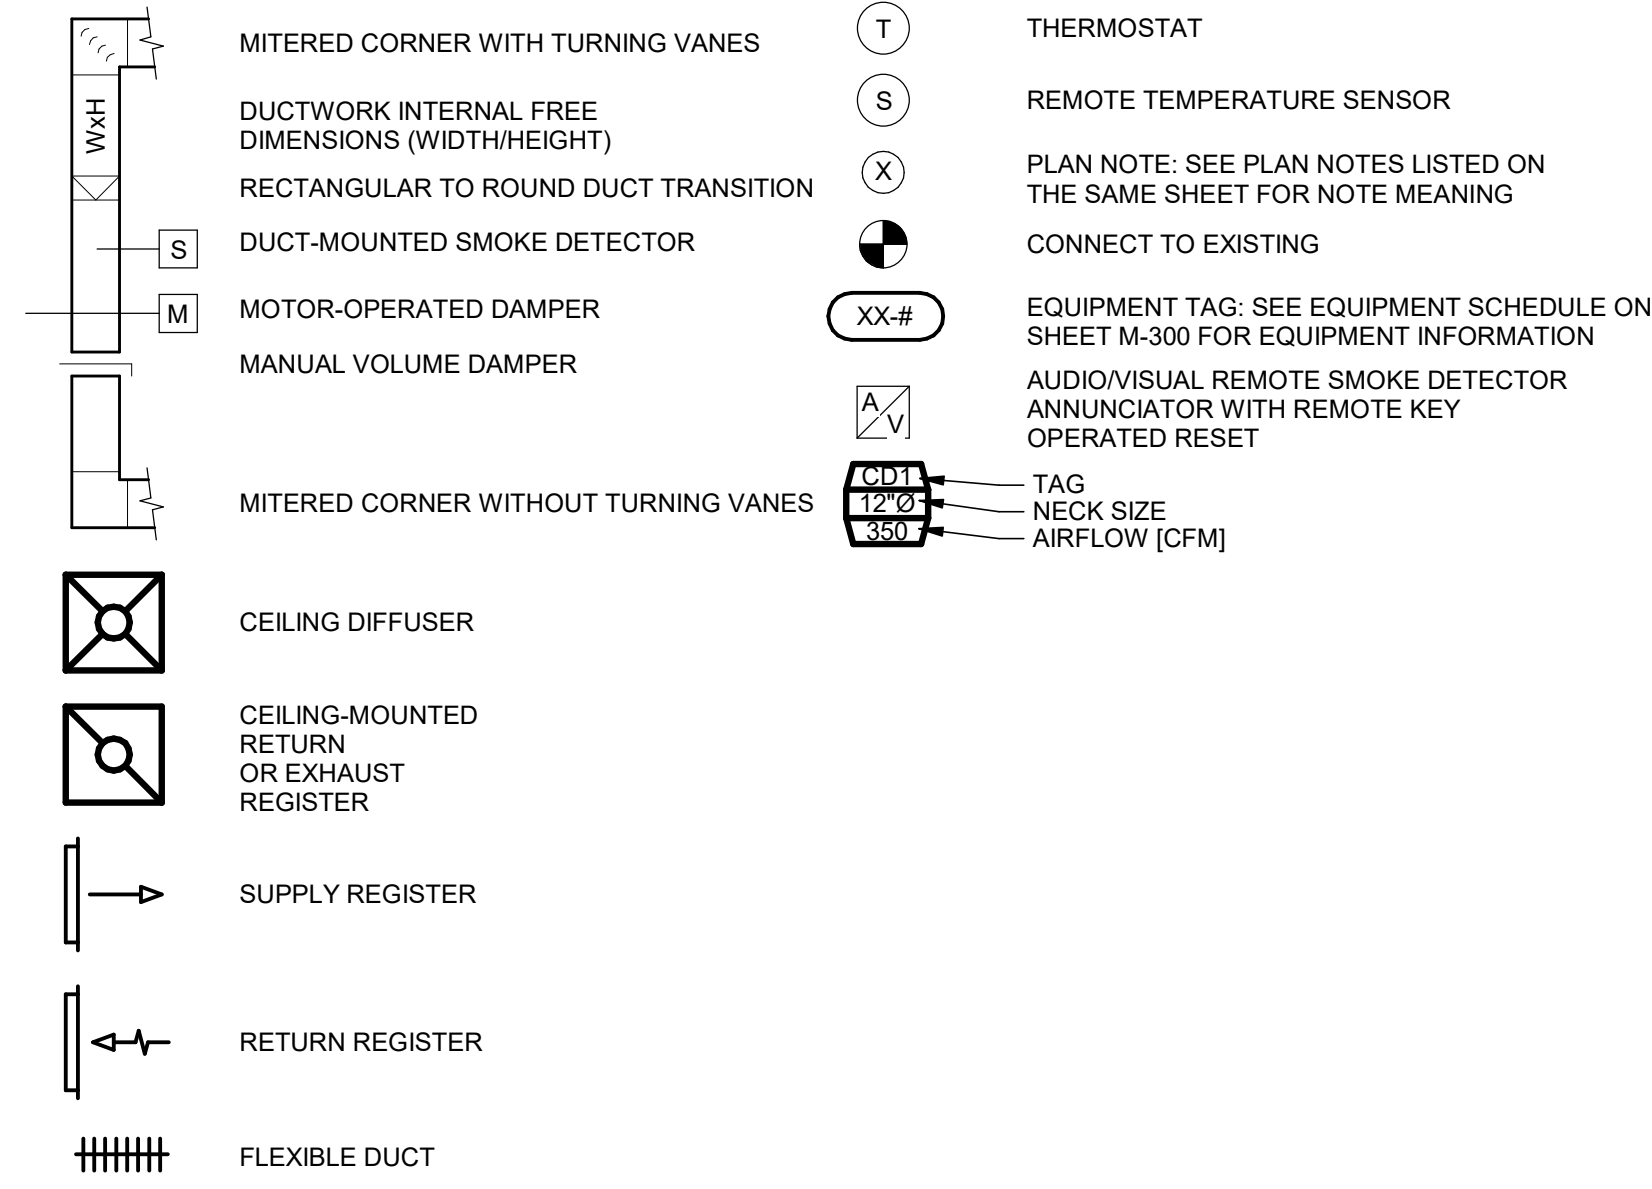 MITERED CORNER WITH TURNING VANES
WxH
DUCTWORK INTERNAL FREE
DIMENSIONS (WIDTH/HEIGHT)
RECTANGULAR TO ROUND DUCT TRANSITION
S
DUCT-MOUNTED SMOKE DETECTOR
M
MOTOR-OPERATED DAMPER
MANUAL VOLUME DAMPER
MITERED CORNER WITHOUT TURNING VANES
CEILING DIFFUSER
CEILING-MOUNTED
RETURN
OR EXHAUST
REGISTER
SUPPLY REGISTER
RETURN REGISTER
FLEXIBLE DUCT
T
THERMOSTAT
S
REMOTE TEMPERATURE SENSOR
X
PLAN NOTE: SEE PLAN NOTES LISTED ON
THE SAME SHEET FOR NOTE MEANING
CONNECT TO EXISTING
XX-#
EQUIPMENT TAG: SEE EQUIPMENT SCHEDULE ON
SHEET M-300 FOR EQUIPMENT INFORMATION
A/V
AUDIO/VISUAL REMOTE SMOKE DETECTOR
ANNUNCIATOR WITH REMOTE KEY
OPERATED RESET
CD1
TAG
12"Ø
NECK SIZE
350
AIRFLOW [CFM]